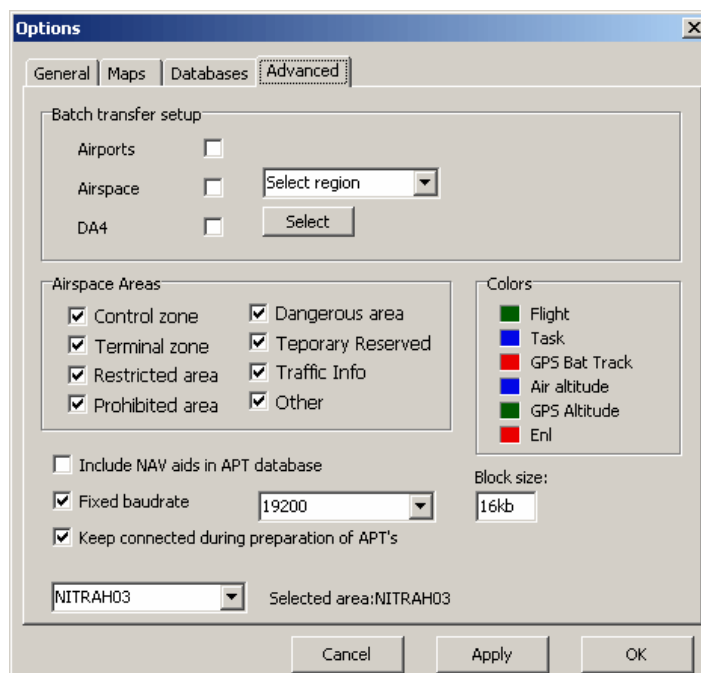 Options
General
Maps
Databases
Advanced
Batch transfer setup
Airports
Airspace
Select region
DA4
Select
Airspace Areas
Control zone
Dangerous area
Terminal zone
Teporary Reserved
Restricted area
Traffic Info
Prohibited area
Other
Colors
Flight
Task
GPS Bat Track
Air altitude
GPS Altitude
Enl
Include NAV aids in APT database
Fixed baudrate
19200
Block size:
16kb
Keep connected during preparation of APT's
NITRAH03
Selected area:NITRAH03
Cancel
Apply
OK